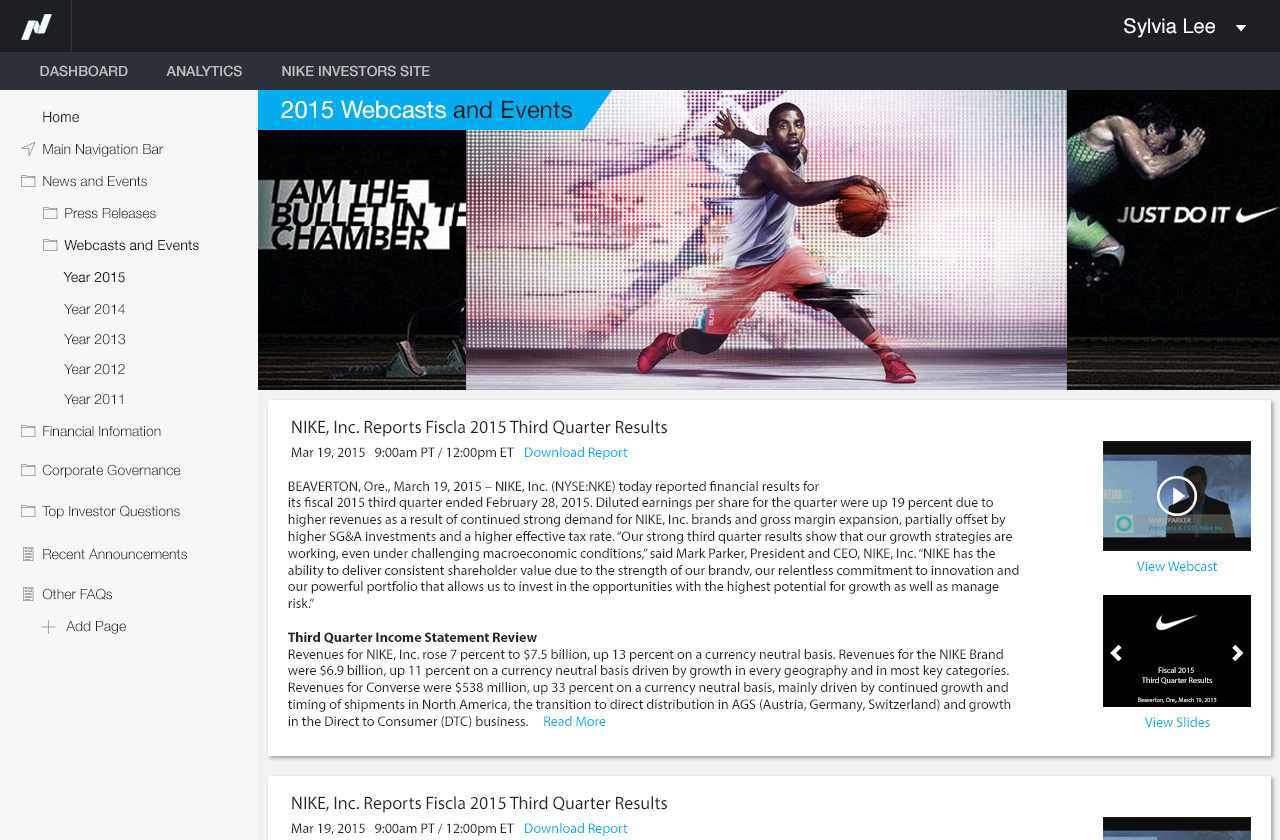 Sylvia Lee
DASHBOARD ANALYTICS NIKE INVESTORS SITE
Home
Main Navigation Bar
News and Events
Press Releases
Webcasts and Events
Year 2015
Year 2014
Year 2013
Year 2012
Year 2011
Financial Infomation
Corporate Governance
Top Investor Questions
Recent Announcements
Other FAQs
Add Page
2015 Webcasts and Events
I AM THE
BULLET IN TH
CHAMBER
JUST DO IT
NIKE, Inc. Reports Fiscla 2015 Third Quarter Results
Mar 19, 2015 9:00am PT / 12:00pm ET Download Report
BEAVERTON, Ore., March 19, 2015 – NIKE, Inc. (NYSE:NKE) today reported financial results for
its fiscal 2015 third quarter ended February 28, 2015. Diluted earnings per share for the quarter were up 19 percent due to
higher revenues as a result of continued strong demand for NIKE, Inc. brands and gross margin expansion, partially offset by
higher SG&A investments and a higher effective tax rate. “Our strong third quarter results show that our growth strategies are
working, even under challenging macroeconomic conditions,” said Mark Parker, President and CEO, NIKE, Inc. “NIKE has the
ability to deliver consistent shareholder value due to the strength of our brandv, our relentless commitment to innovation and
our powerful portfolio that allows us to invest in the opportunities with the highest potential for growth as well as manage
risk.”
Third Quarter Income Statement Review
Revenues for NIKE, Inc. rose 7 percent to $7.5 billion, up 13 percent on a currency neutral basis. Revenues for the NIKE Brand
were $6.9 billion, up 11 percent on a currency neutral basis driven by growth in every geography and in most key categories.
Revenues for Converse were $538 million, up 33 percent on a currency neutral basis, mainly driven by continued growth and
timing of shipments in North America, the transition to direct distribution in AGS (Austria, Germany, Switzerland) and growth
in the Direct to Consumer (DTC) business. Read More
MARK PARKER
President & CEO, Nike Inc.
View Webcast
Fiscal 2015
Third Quarter Results
Beaverton, Ore., March 19, 2015
View Slides
NIKE, Inc. Reports Fiscla 2015 Third Quarter Results
Mar 19, 2015 9:00am PT / 12:00pm ET Download Report